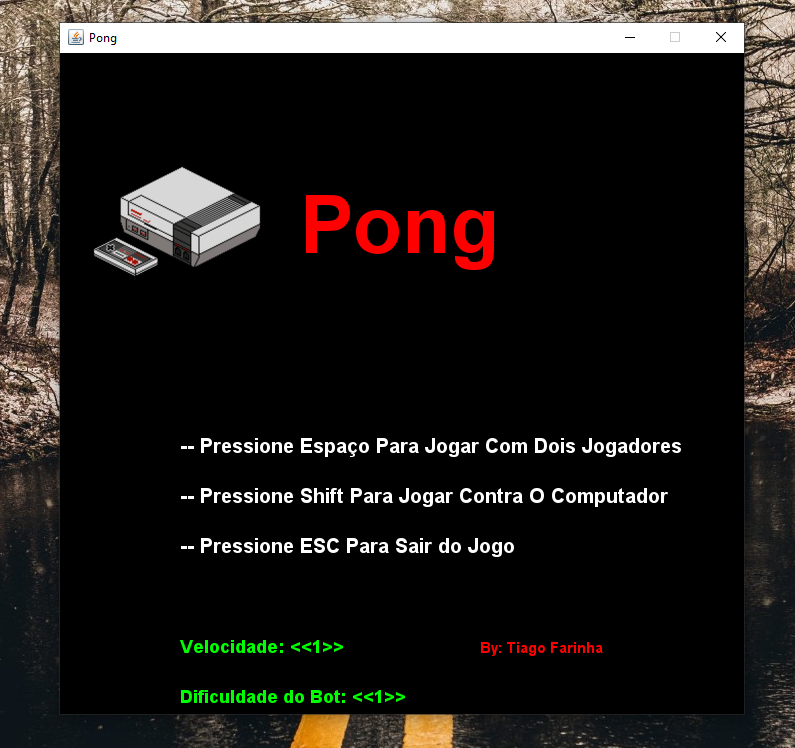 Pong
Pong
-- Pressione Espaço Para Jogar Com Dois Jogadores
-- Pressione Shift Para Jogar Contra O Computador
-- Pressione ESC Para Sair do Jogo
Velocidade: <<1>>
By: Tiago Farinha
Dificuldade do Bot: <<1>>